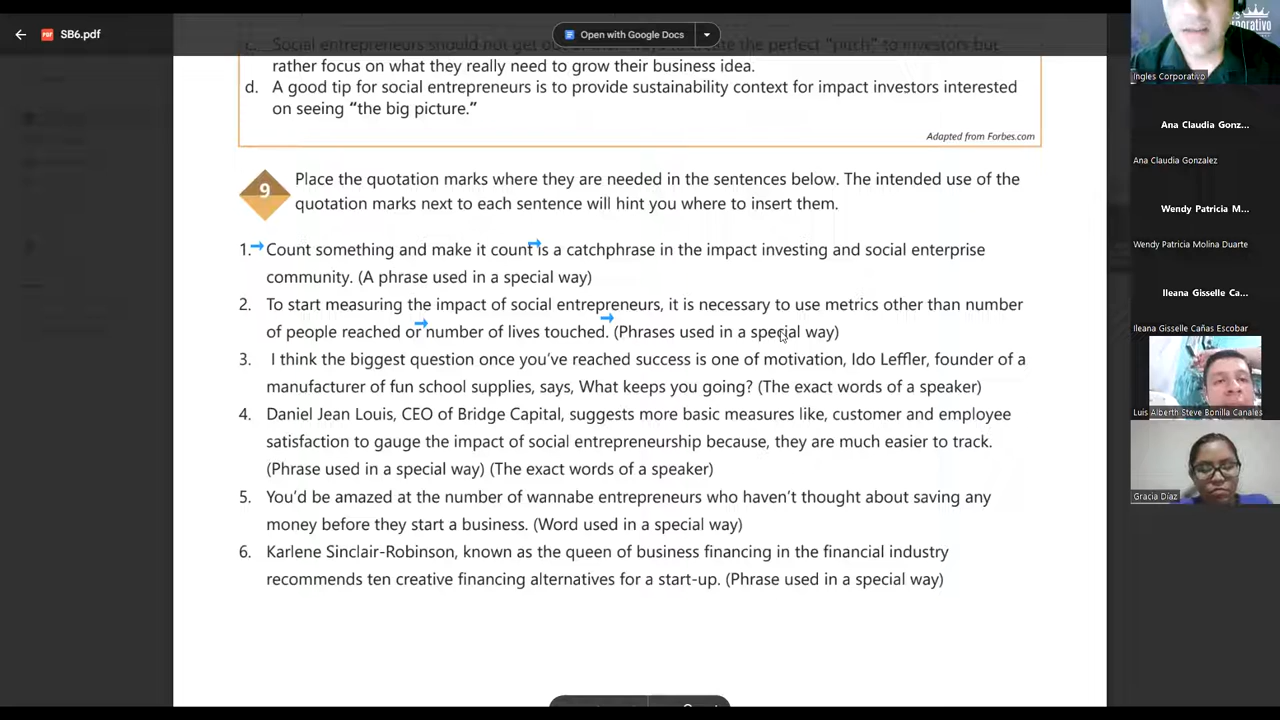 SB6.pdf
Open with Google Docs
rather focus on what they really need to grow their business idea.
d. A good tip for social entrepreneurs is to provide sustainability context for impact investors interested
on seeing "the big picture."
Adapted from Forbes.com
9
Place the quotation marks where they are needed in the sentences below. The intended use of the
quotation marks next to each sentence will hint you where to insert them.
1. Count something and make it count is a catchphrase in the impact investing and social enterprise
community. (A phrase used in a special way)
2. To start measuring the impact of social entrepreneurs, it is necessary to use metrics other than number
of people reached or number of lives touched. (Phrases used in a special way)
3. I think the biggest question once you've reached success is one of motivation, Ido Leffler, founder of a
manufacturer of fun school supplies, says, What keeps you going? (The exact words of a speaker)
4. Daniel Jean Louis, CEO of Bridge Capital, suggests more basic measures like, customer and employee
satisfaction to gauge the impact of social entrepreneurship because, they are much easier to track.
(Phrase used in a special way) (The exact words of a speaker)
5. You'd be amazed at the number of wannabe entrepreneurs who haven't thought about saving any
money before they start a business. (Word used in a special way)
6. Karlene Sinclair-Robinson, known as the queen of business financing in the financial industry
recommends ten creative financing alternatives for a start-up. (Phrase used in a special way)
Ingles Corporativo
Ana Claudia Gonz...
Ana Claudia Gonzalez
Wendy Patricia M...
Wendy Patricia Molina Duarte
Ileana Gisselle Ca...
Ileana Gisselle Cañas Escobar
Luis Alberth Steve Bonilla Canales
Gracia Díaz